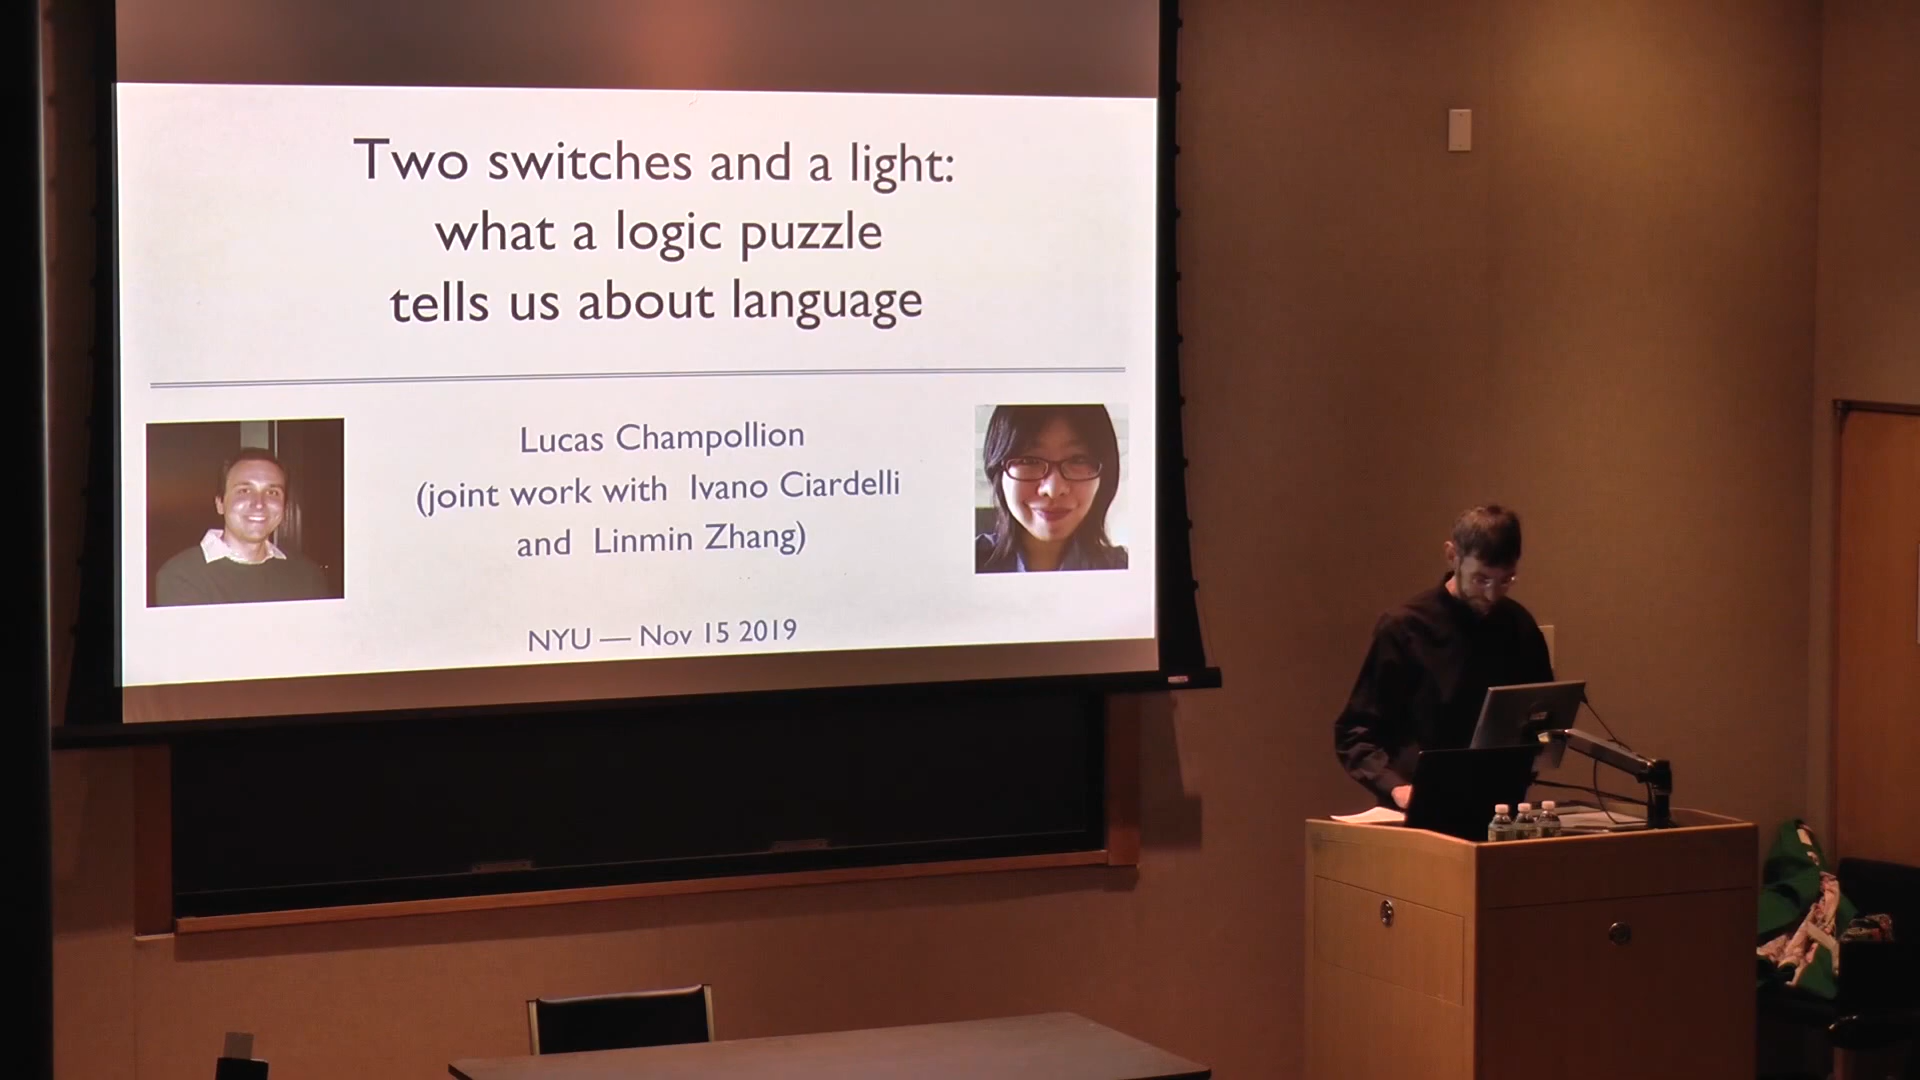 Two switches and a light:
what a logic puzzle
tells us about language
Lucas Champollion
(joint work with Ivano Ciardelli
and Linmin Zhang)
NYU — Nov 15 2019